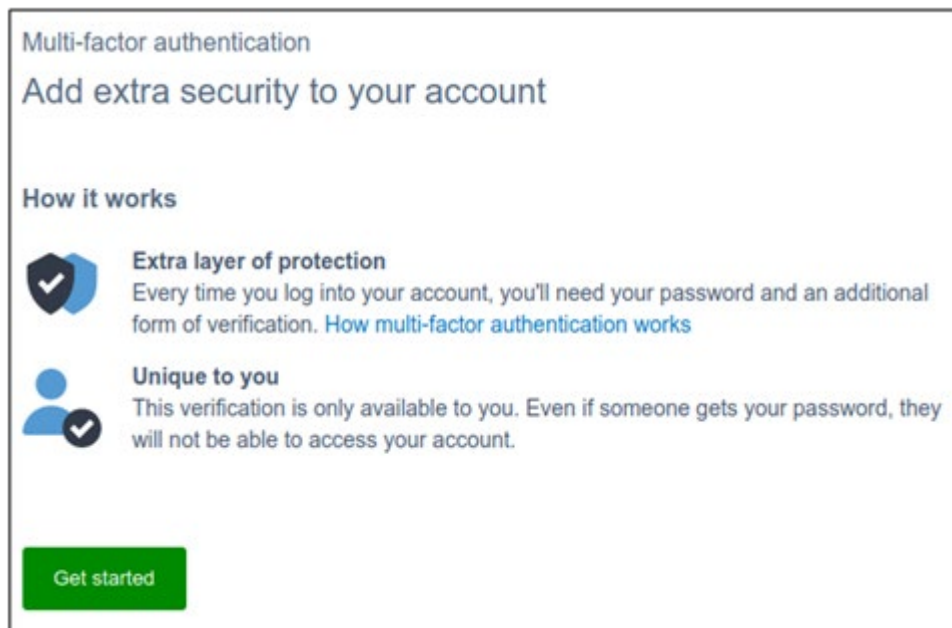 Multi-factor authentication
Add extra security to your account
How it works
Extra layer of protection
Every time you log into your account, you'll need your password and an additional
form of verification. How multi-factor authentication works
Unique to you
This verification is only available to you. Even if someone gets your password, they
will not be able to access your account.
Get started